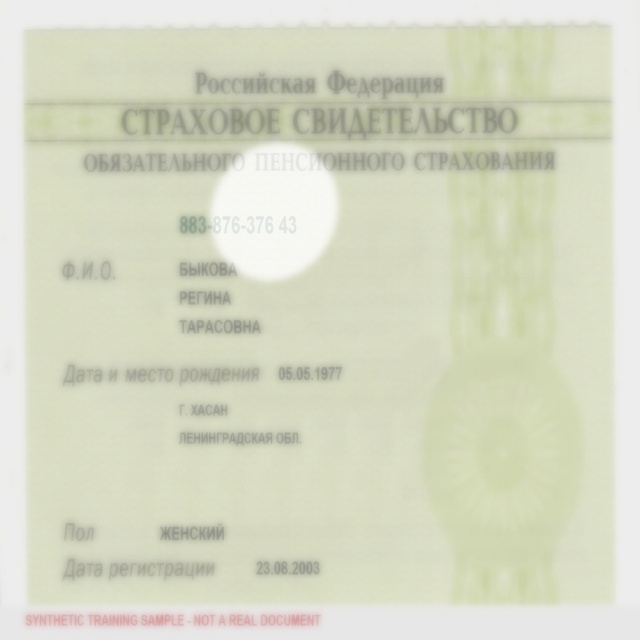 Российская Федерация
СТРАХОВОЕ СВИДЕТЕЛЬСТВО
ОБЯЗАТЕЛЬНОГО ПЕНСИОННОГО СТРАХОВАНИЯ
883-876-376 43
Ф.И.О. БЫКОВА
РЕГИНА
ТАРАСОВНА
Дата и место рождения 05.05.1977
Г. ХАСАН
ЛЕНИНГРАДСКАЯ ОБЛ.
Пол ЖЕНСКИЙ
Дата регистрации 23.08.2003
SYNTHETIC TRAINING SAMPLE - NOT A REAL DOCUMENT